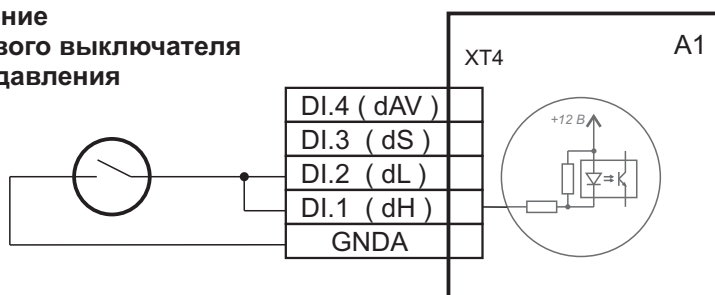 ние
вого выключателя
давления
XT4
A1
DI.4 ( dAV )
DI.3 ( dS )
DI.2 ( dL )
DI.1 ( dH )
GNDA
+12 В